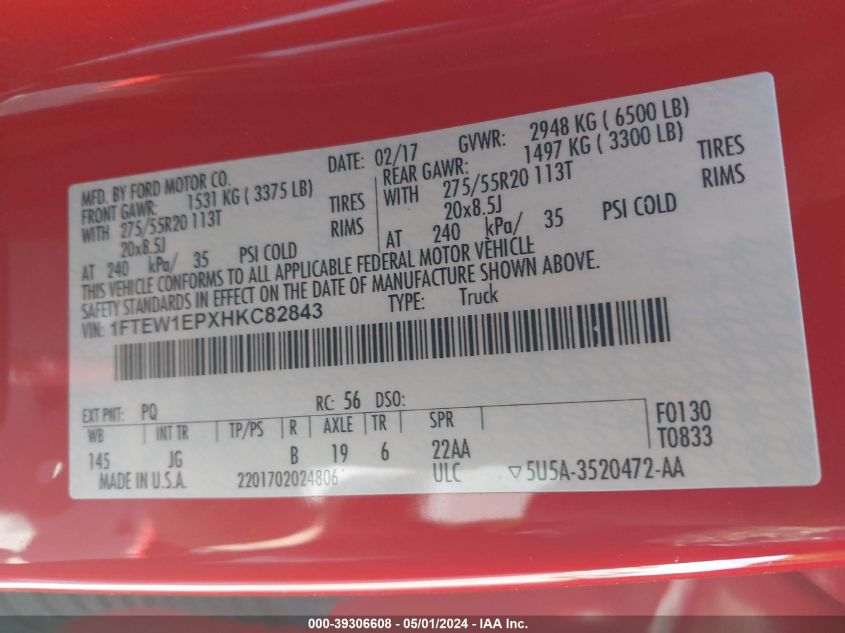 MFD. BY FORD MOTOR CO. DATE: 02/17 GVWR: 2948 KG ( 6500 LB)
FRONT GAWR: 1531 KG ( 3375 LB) REAR GAWR: 1497 KG ( 3300 LB)
WITH 275/55R20 113T TIRES WITH 275/55R20 113T TIRES
20x8.5J RIMS 20x8.5J RIMS
AT 240 kPa/ 35 PSI COLD AT 240 kPa/ 35 PSI COLD
THIS VEHICLE CONFORMS TO ALL APPLICABLE FEDERAL MOTOR VEHICLE
SAFETY STANDARDS IN EFFECT ON THE DATE OF MANUFACTURE SHOWN ABOVE.
VIN: 1FTEW1EPXHKC82843 TYPE: Truck
EXT PNT: PQ RC: 56 DSO:
WB INT TR TP/PS R AXLE TR SPR F0130
145 JG B 19 6 22AA T0833
MADE IN U.S.A. 2201702024806 ULC ▽5U5A-3520472-AA
000-39306608 - 05/01/2024 - IAA Inc.